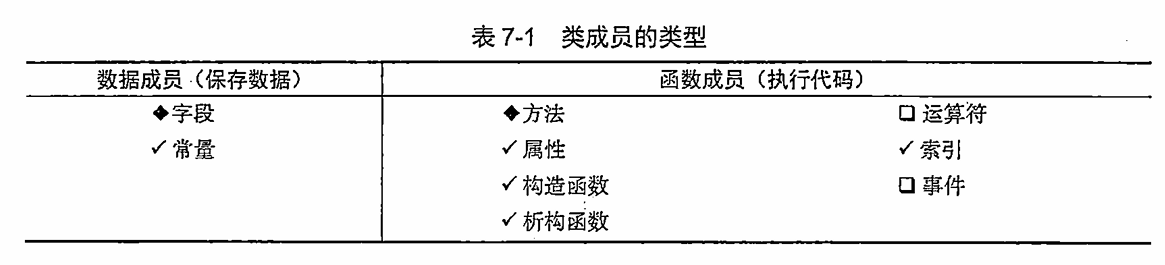 表7-1 类成员的类型
数据成员（保存数据） 函数成员（执行代码）
◆字段 ◆方法 ❑ 运算符
✓ 常量 ✓ 属性 ✓ 索引
✓ 构造函数 ❑ 事件
✓ 析构函数